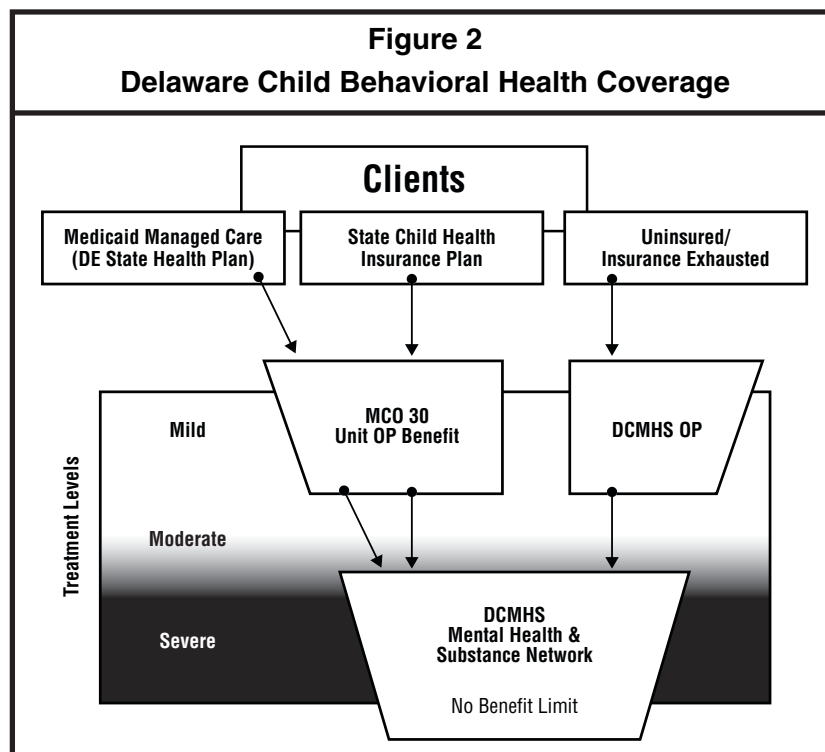 Figure 2
Delaware Child Behavioral Health Coverage
Clients
Medicaid Managed Care
(DE State Health Plan)
State Child Health
Insurance Plan
Uninsured/
Insurance Exhausted
Treatment Levels
Mild
MCO 30
Unit OP Benefit
DCMHS OP
Moderate
Severe
DCMHS
Mental Health &
Substance Network
No Benefit Limit